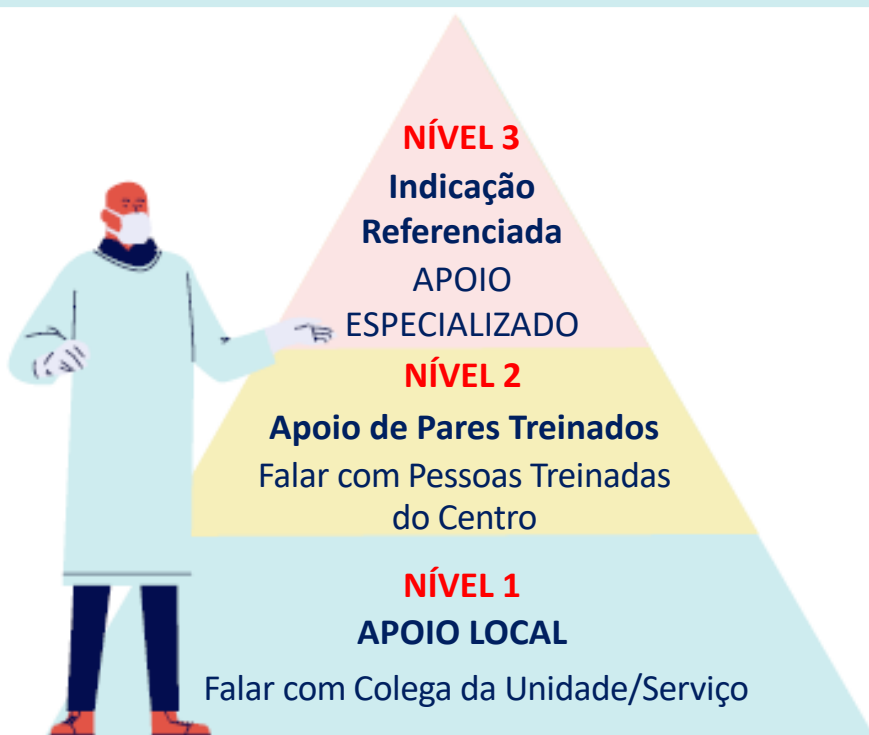 NÍVEL 3
Indicação
Referenciada
APOIO
ESPECIALIZADO
NÍVEL 2
Apoio de Pares Treinados
Falar com Pessoas Treinadas
do Centro
NÍVEL 1
APOIO LOCAL
Falar com Colega da Unidade/Serviço